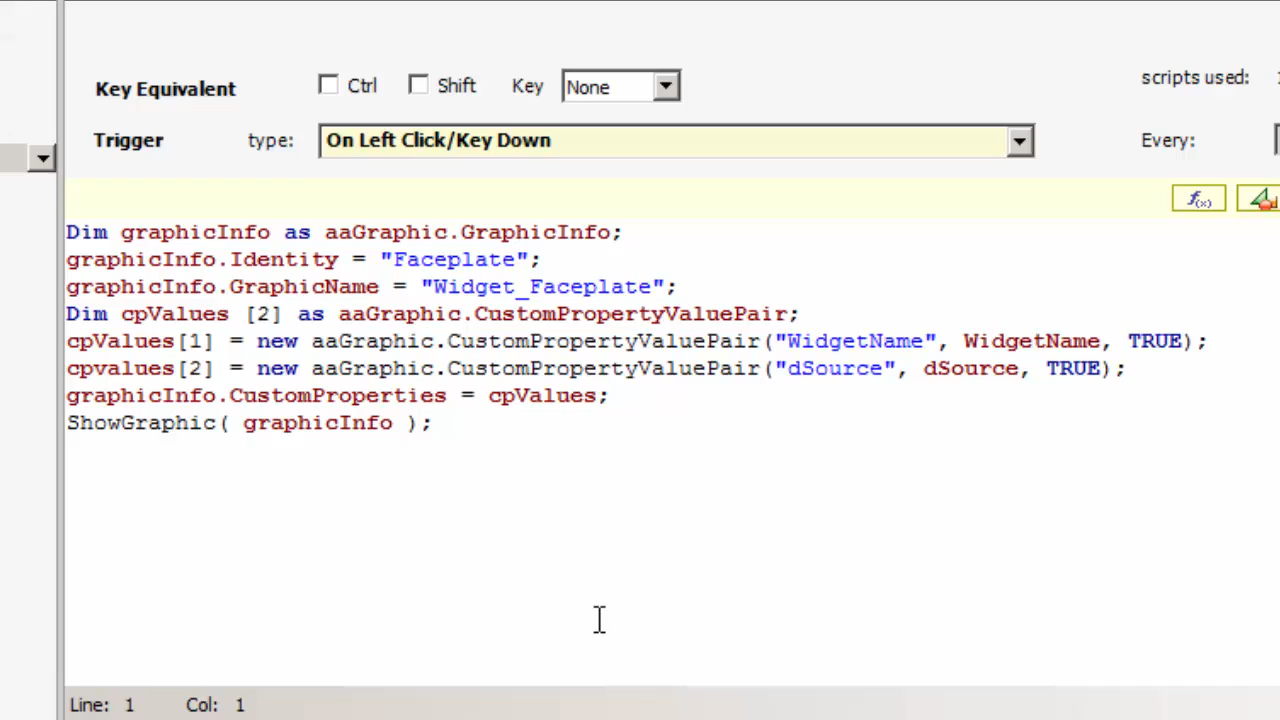 Key Equivalent Ctrl Shift Key None scripts used:
Trigger type: On Left Click/Key Down Every:
f(x)
Dim graphicInfo as aaGraphic.GraphicInfo;
graphicInfo.Identity = "Faceplate";
graphicInfo.GraphicName = "Widget_Faceplate";
Dim cpValues [2] as aaGraphic.CustomPropertyValuePair;
cpValues[1] = new aaGraphic.CustomPropertyValuePair("WidgetName", WidgetName, TRUE);
cpvalues[2] = new aaGraphic.CustomPropertyValuePair("dSource", dSource, TRUE);
graphicInfo.CustomProperties = cpValues;
ShowGraphic( graphicInfo );
Line: 1 Col: 1